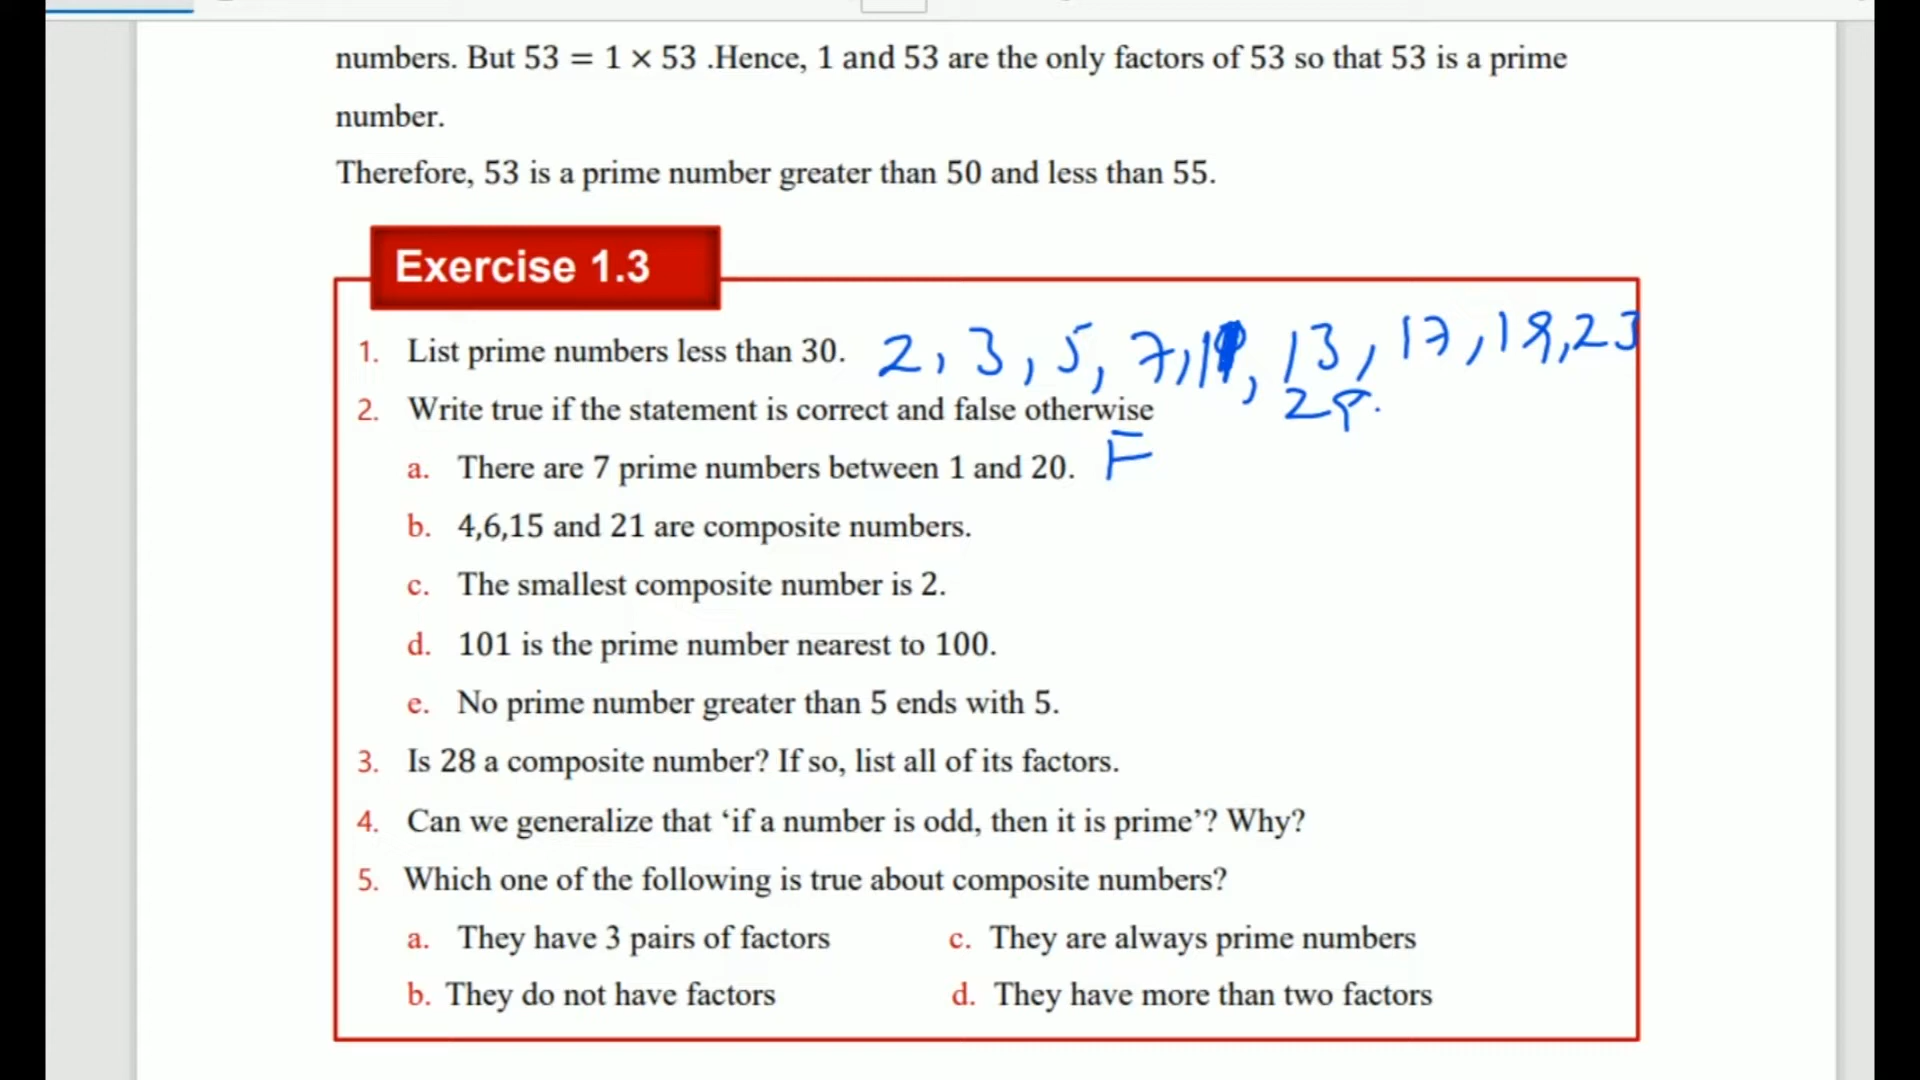 numbers. But 53 = 1 × 53 .Hence, 1 and 53 are the only factors of 53 so that 53 is a prime
number.
Therefore, 53 is a prime number greater than 50 and less than 55.
Exercise 1.3
1. List prime numbers less than 30. 2, 3, 5, 7, 11, 13, 17, 19, 23
29.
2. Write true if the statement is correct and false otherwise
a. There are 7 prime numbers between 1 and 20. F
b. 4,6,15 and 21 are composite numbers.
c. The smallest composite number is 2.
d. 101 is the prime number nearest to 100.
e. No prime number greater than 5 ends with 5.
3. Is 28 a composite number? If so, list all of its factors.
4. Can we generalize that ‘if a number is odd, then it is prime’? Why?
5. Which one of the following is true about composite numbers?
a. They have 3 pairs of factors c. They are always prime numbers
b. They do not have factors d. They have more than two factors